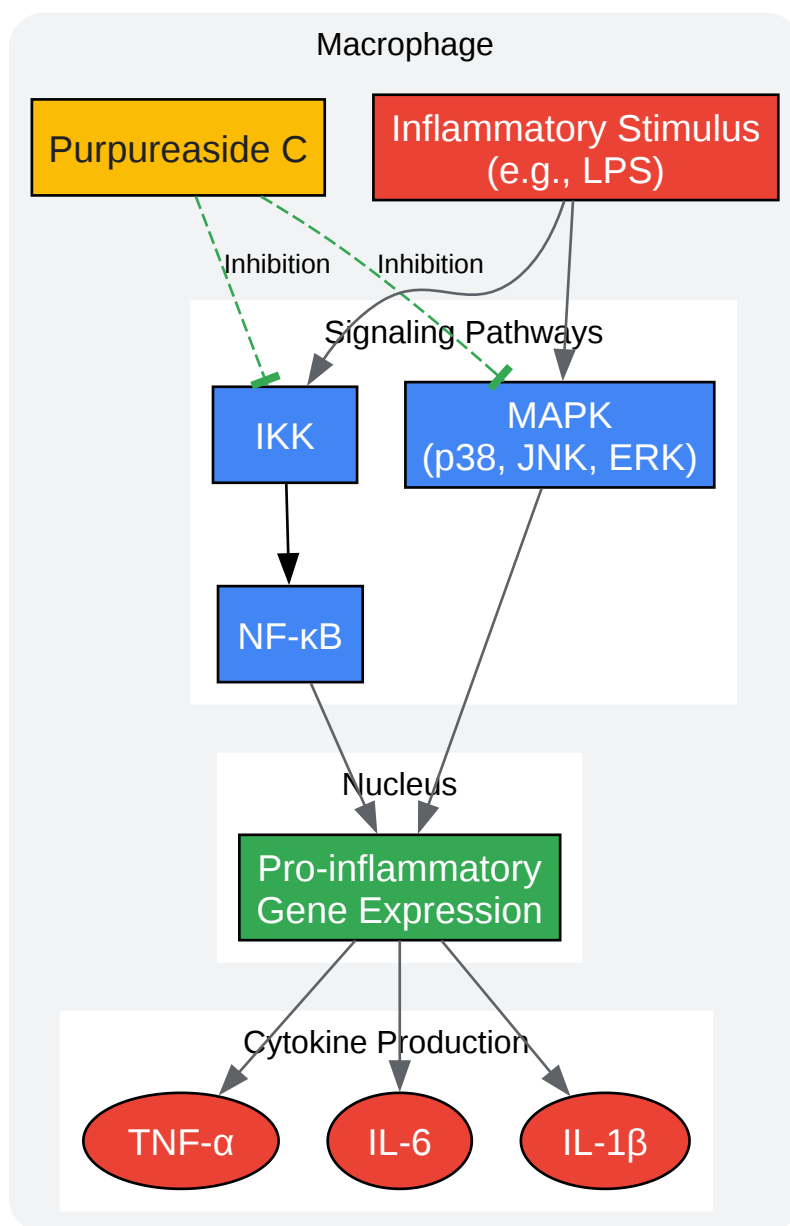 Macrophage
Purpureaside C
Inflammatory Stimulus
(e.g., LPS)
Inhibition
Inhibition
Signaling Pathways
IKK
MAPK
(p38, JNK, ERK)
NF-κB
Nucleus
Pro-inflammatory
Gene Expression
Cytokine Production
TNF-α
IL-6
IL-1β